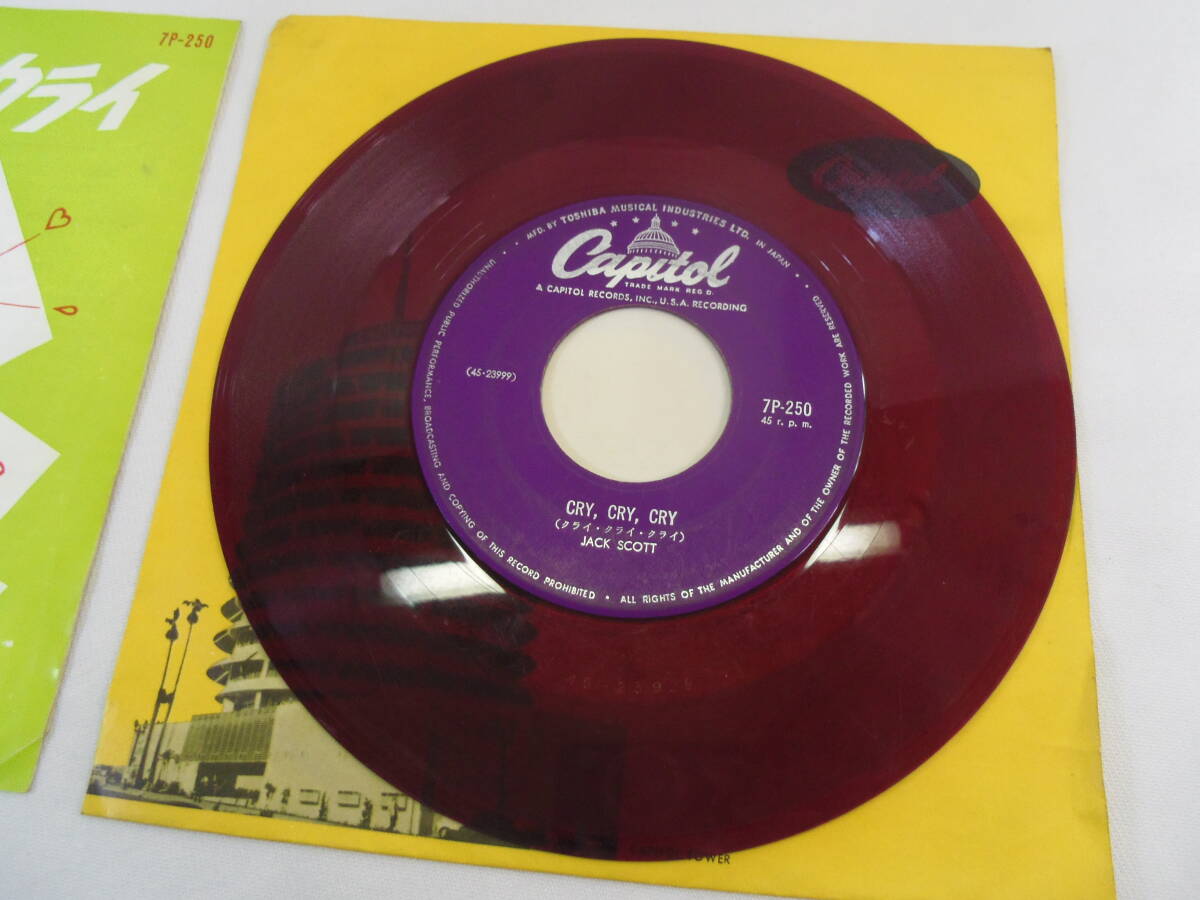 7P-250
クライ
MFD. BY TOSHIBA MUSICAL INDUSTRIES LTD. IN JAPAN
Capitol
TRADE MARK REG D.
A CAPITOL RECORDS, INC., U.S.A. RECORDING
(45-23999)
7P-250
45 r. p. m.
CRY, CRY, CRY
(クライ・クライ・クライ)
JACK SCOTT
UNAUTHORIZED PUBLIC PERFORMANCE, BROADCASTING AND COPYING OF THIS RECORD PROHIBITED • ALL RIGHTS OF THE MANUFACTURER AND OF THE OWNER OF THE RECORDED WORK ARE RESERVED
Capitol
TOWER